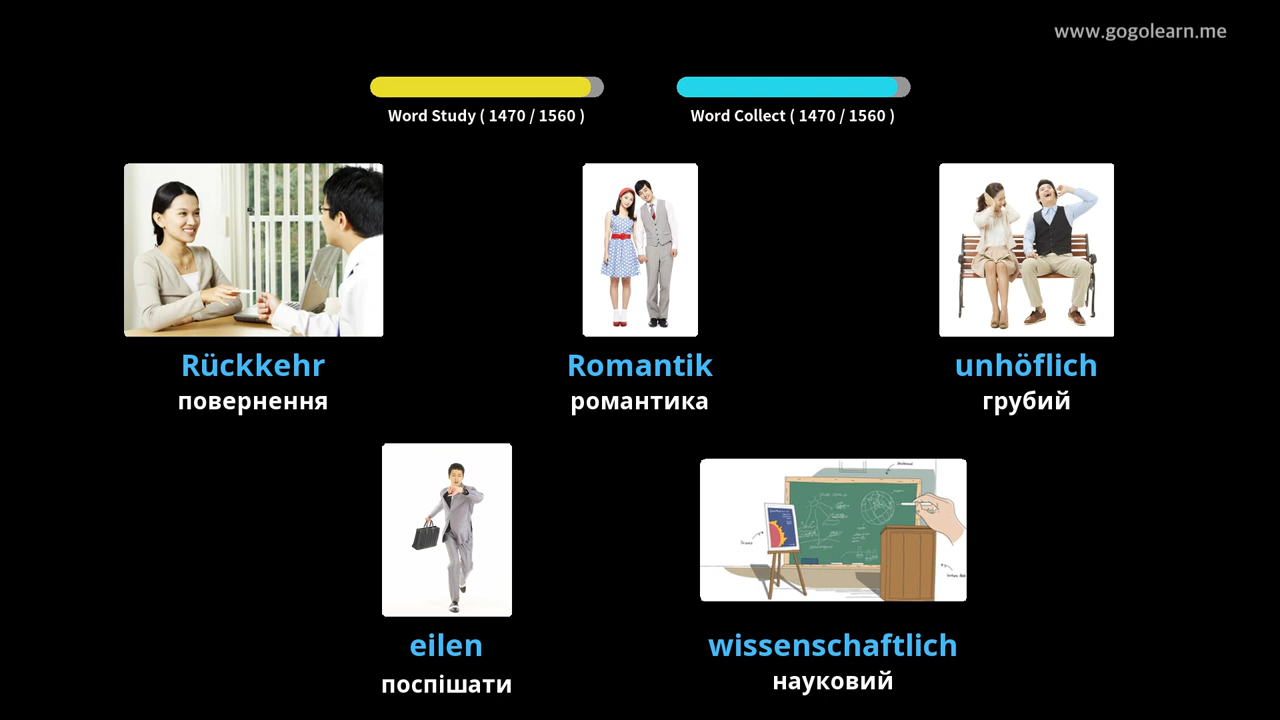 www.gogolearn.me
Word Study ( 1470 / 1560 )
Word Collect ( 1470 / 1560 )
Rückkehr
повернення
Romantik
романтика
unhöflich
грубий
eilen
поспішати
wissenschaftlich
науковий